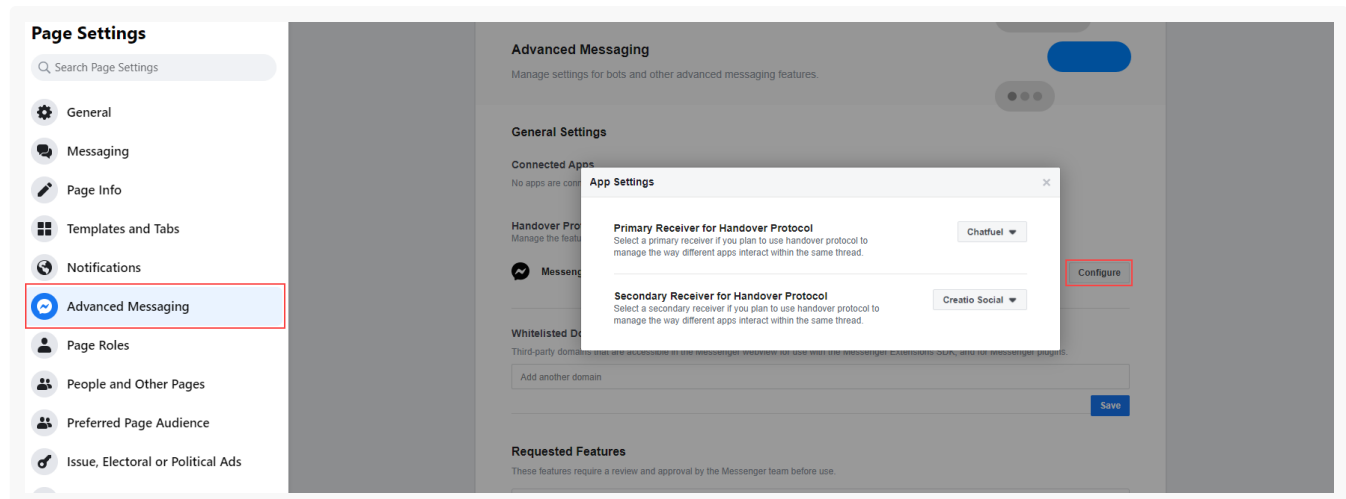 Page Settings
Search Page Settings
General
Messaging
Page Info
Templates and Tabs
Notifications
Advanced Messaging
Page Roles
People and Other Pages
Preferred Page Audience
Issue, Electoral or Political Ads
Advanced Messaging
Manage settings for bots and other advanced messaging features.
General Settings
Connected Apps
No apps are conn
Handover Pro
Manage the featu
Messeng
Configure
App Settings
Primary Receiver for Handover Protocol
Select a primary receiver if you plan to use handover protocol to
manage the way different apps interact within the same thread.
Chatfuel
Secondary Receiver for Handover Protocol
Select a secondary receiver if you plan to use handover protocol to
manage the way different apps interact within the same thread.
Creatio Social
Whitelisted Do
Third-party domains that are accessible in the Messenger webview for use with the Messenger Extensions SDK, and for Messenger plugins.
Add another domain
Save
Requested Features
These features require a review and approval by the Messenger team before use.